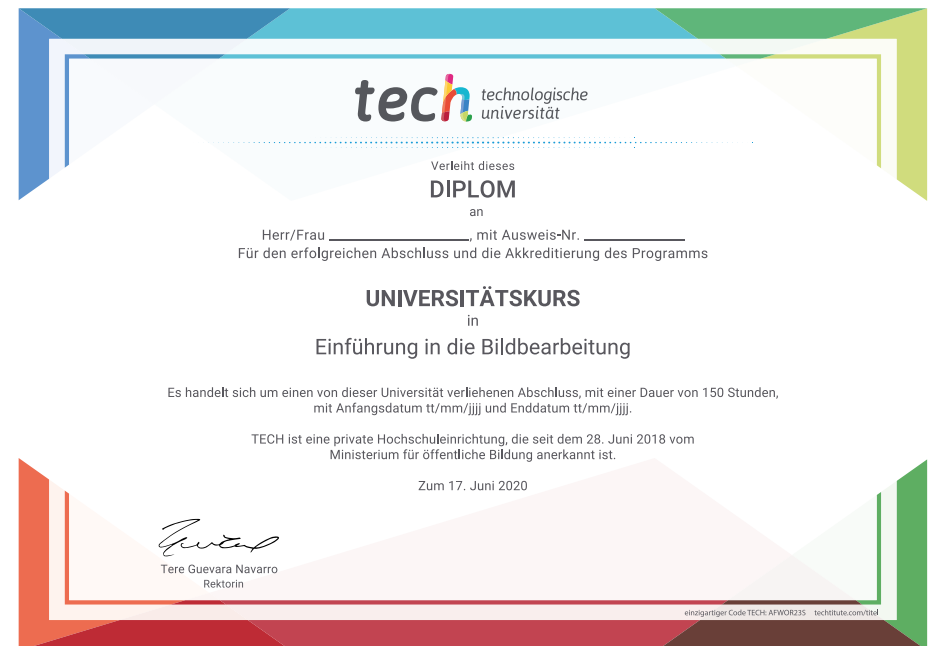 tech technologische
universität
Verleiht dieses
DIPLOM
an
Herr/Frau ____________________, mit Ausweis-Nr. ______________
Für den erfolgreichen Abschluss und die Akkreditierung des Programms
UNIVERSITÄTSKURS
in
Einführung in die Bildbearbeitung
Es handelt sich um einen von dieser Universität verliehenen Abschluss, mit einer Dauer von 150 Stunden,
mit Anfangsdatum tt/mm/jjjj und Enddatum tt/mm/jjjj.
TECH ist eine private Hochschuleinrichtung, die seit dem 28. Juni 2018 vom
Ministerium für öffentliche Bildung anerkannt ist.
Zum 17. Juni 2020
Tere Guevara Navarro
Rektorin
einzigartiger Code TECH: AFWOR23S techtitute.com/titel